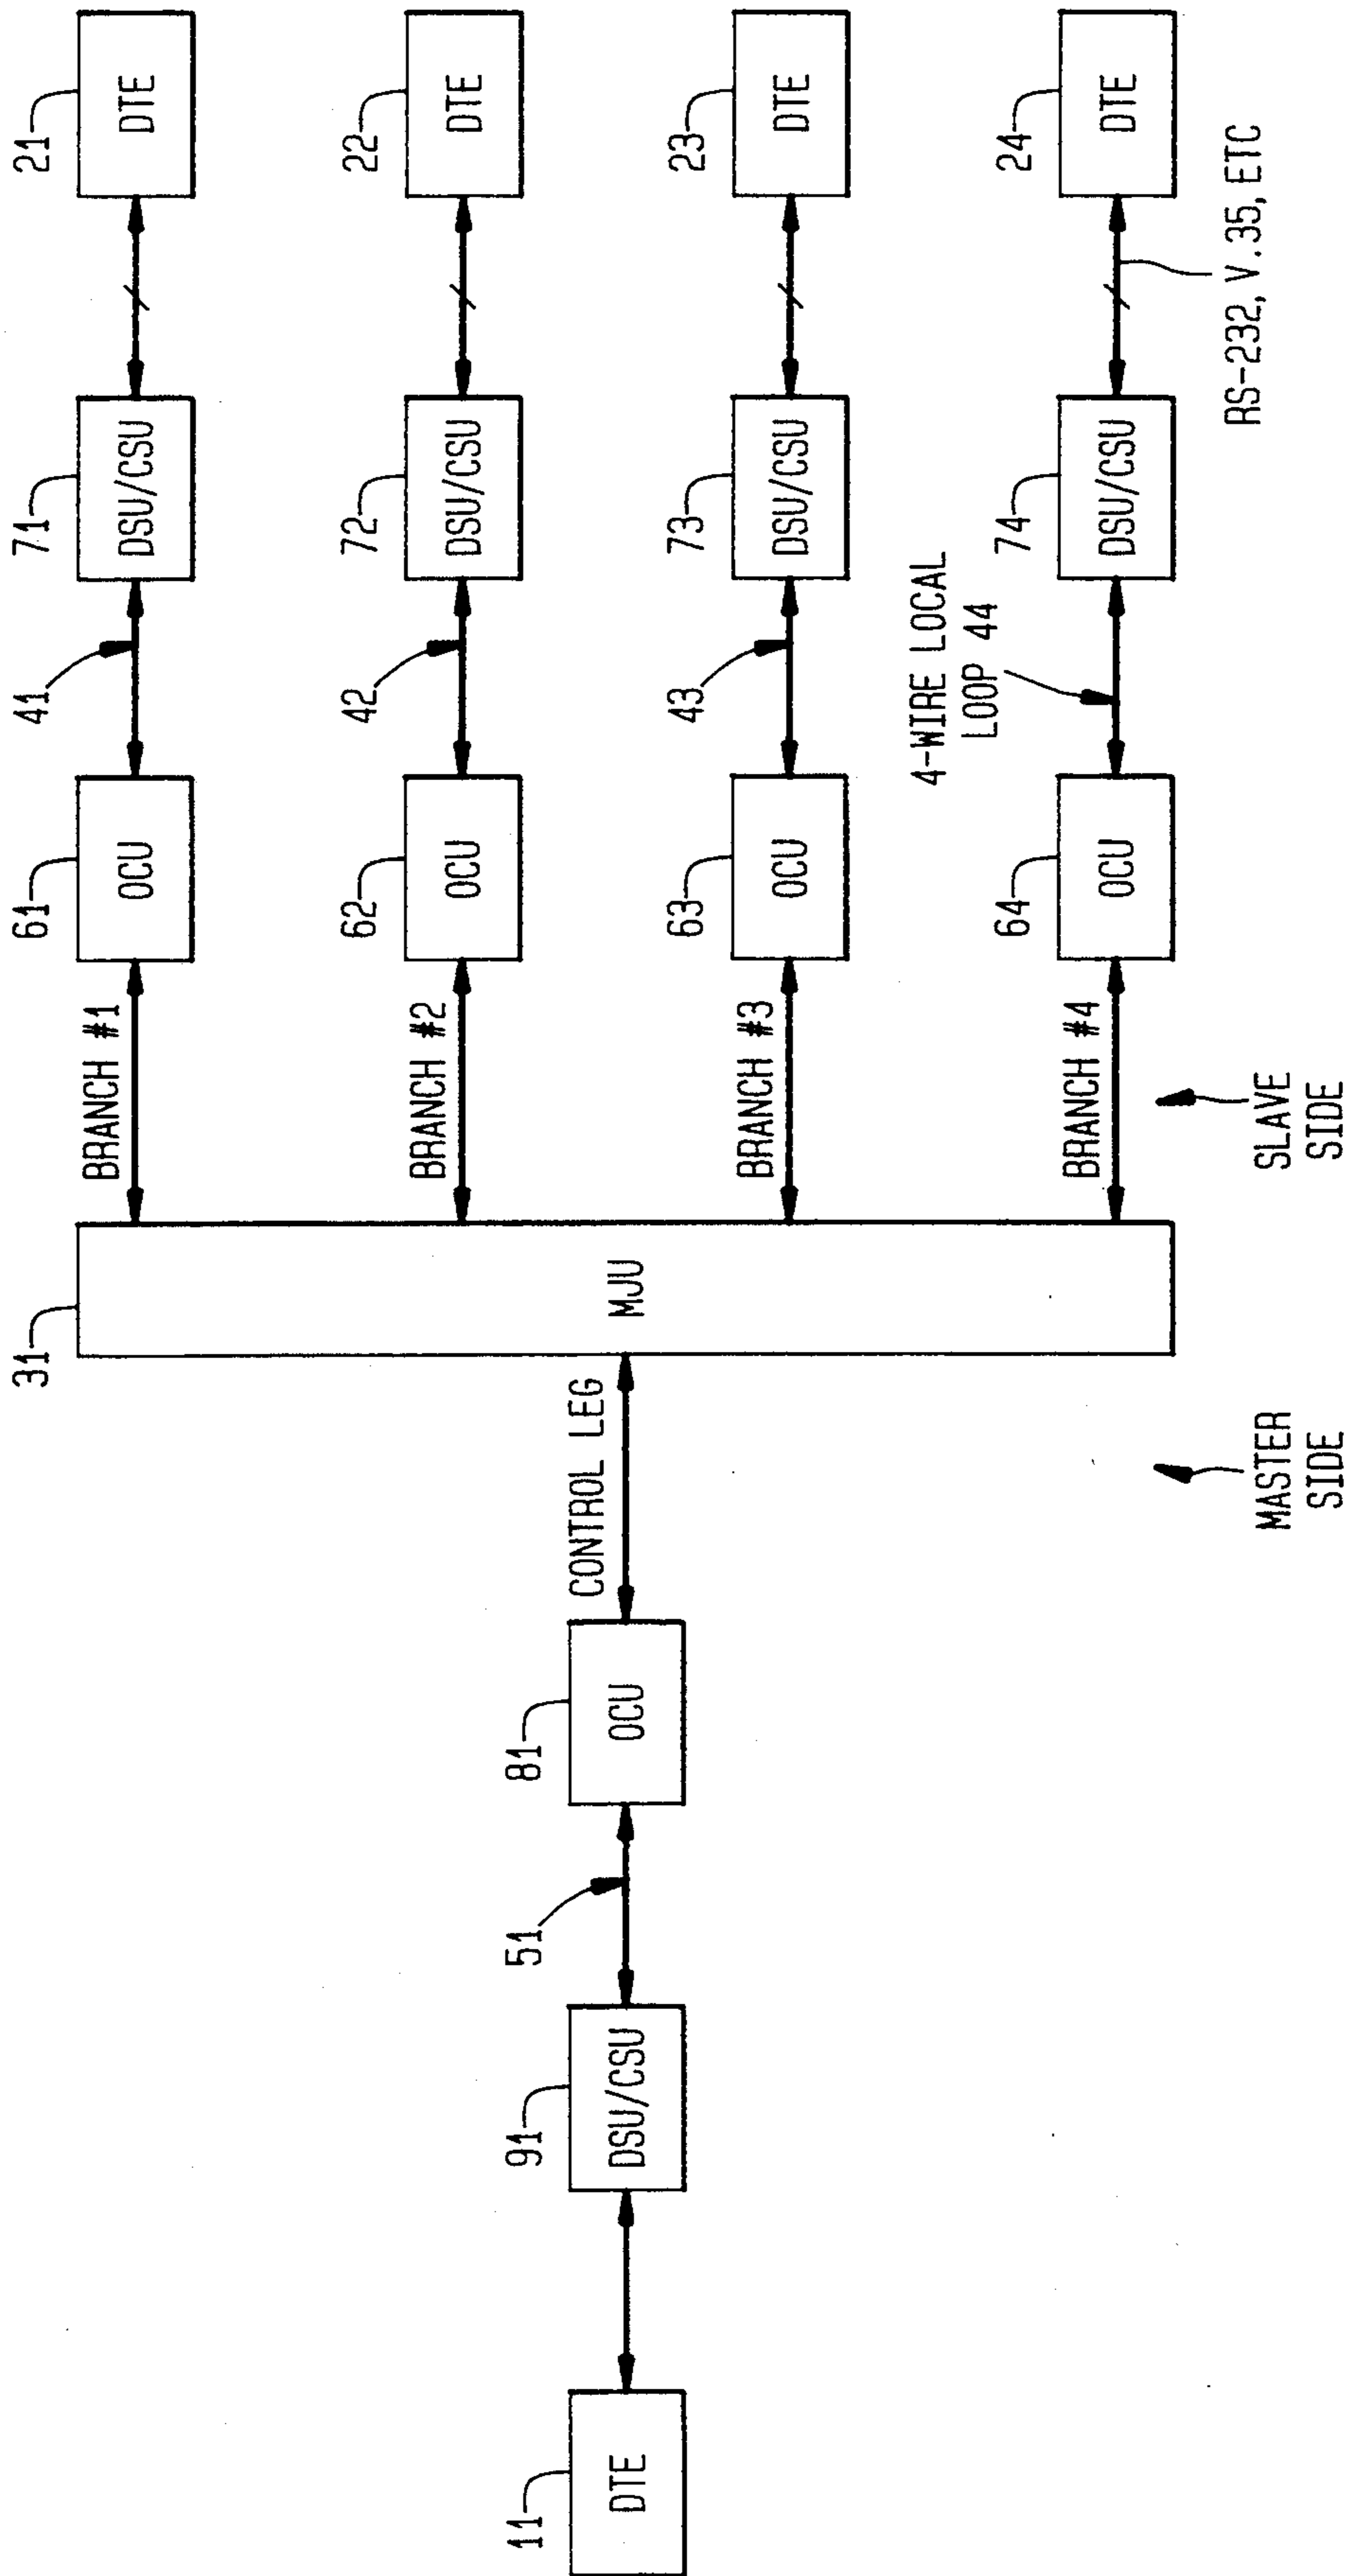 11
DTE
91
DSU/CSU
51
81
OCU
CONTROL LEG
31
MJU
MASTER
SIDE
SLAVE
SIDE
BRANCH #1
61
OCU
41
71
DSU/CSU
21
DTE
BRANCH #2
62
OCU
42
72
DSU/CSU
22
DTE
BRANCH #3
63
OCU
43
73
DSU/CSU
23
DTE
BRANCH #4
64
OCU
4-WIRE LOCAL
LOOP 44
74
DSU/CSU
24
DTE
RS-232, V.35, ETC